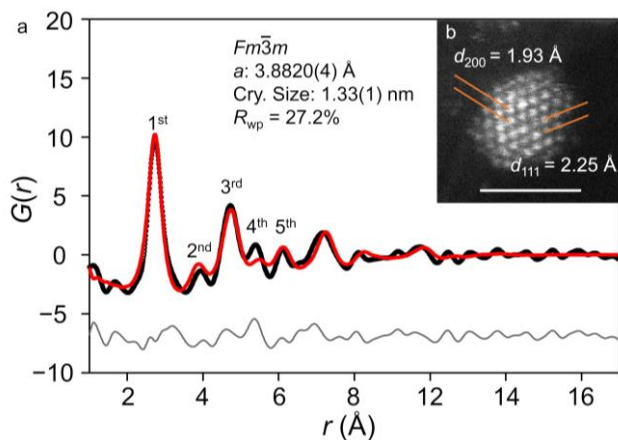 a
20
15
10
5
0
−5
−10
G(r)
2
4
6
8
10
12
14
16
r (Å)
Fm3̅m
a: 3.8820(4) Å
Cry. Size: 1.33(1) nm
Rwp = 27.2%
1st
2nd
3rd
4th
5th
b
d200 = 1.93 Å
d111 = 2.25 Å